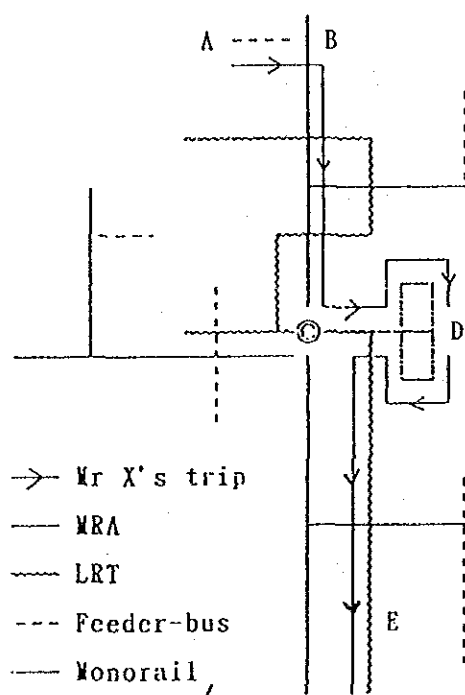 A B
C
D
Mr X's trip
MRA
LRT
E
Feeder-bus
Monorail